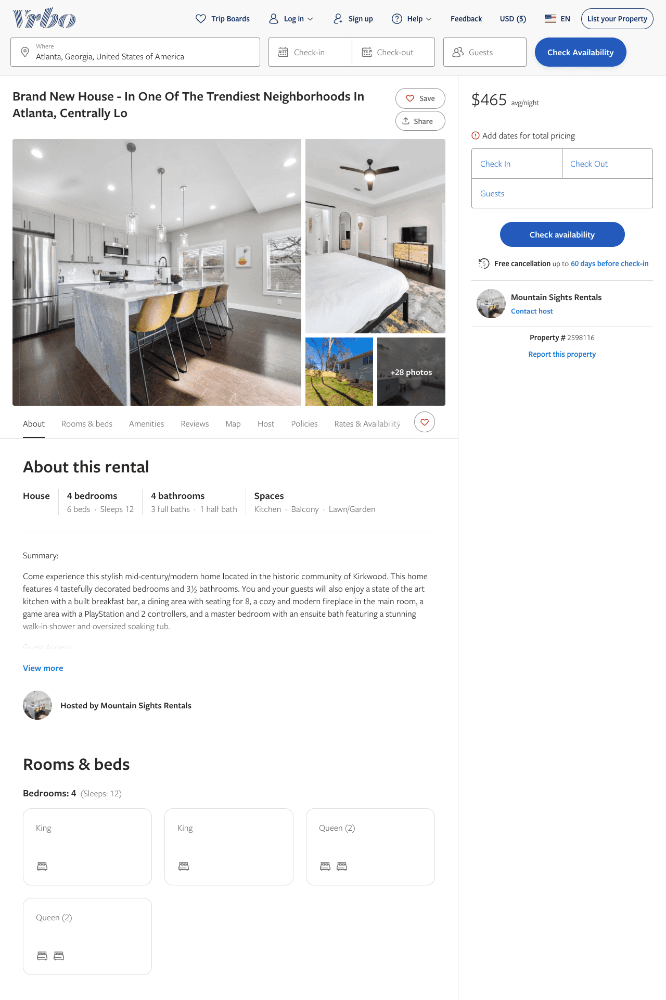 Vrbo
Trip Boards
Log in
Sign up
Help
Feedback
USD ($)
EN
List your Property
Where
Atlanta, Georgia, United States of America
Check-in
Check-out
Guests
Check Availability
Brand New House - In One Of The Trendiest Neighborhoods In
Atlanta, Centrally Lo
Save
Share
+28 photos
$465 avg/night
Add dates for total pricing
Check In
Check Out
Guests
Check availability
Free cancellation up to 60 days before check-in
Mountain Sights Rentals
Contact host
Property # 2598116
Report this property
About
Rooms & beds
Amenities
Reviews
Map
Host
Policies
Rates & Availability
About this rental
House
4 bedrooms
6 beds · Sleeps 12
4 bathrooms
3 full baths · 1 half bath
Spaces
Kitchen · Balcony · Lawn/Garden
Summary:
Come experience this stylish mid-century/modern home located in the historic community of Kirkwood. This home
features 4 tastefully decorated bedrooms and 3½ bathrooms. You and your guests will also enjoy a state of the art
kitchen with a built breakfast bar, a dining area with seating for 8, a cozy and modern fireplace in the main room, a
game area with a PlayStation and 2 controllers, and a master bedroom with an ensuite bath featuring a stunning
walk-in shower and oversized soaking tub.
Guest Access:
View more
Hosted by Mountain Sights Rentals
Rooms & beds
Bedrooms: 4 (Sleeps: 12)
King
King
Queen (2)
Queen (2)